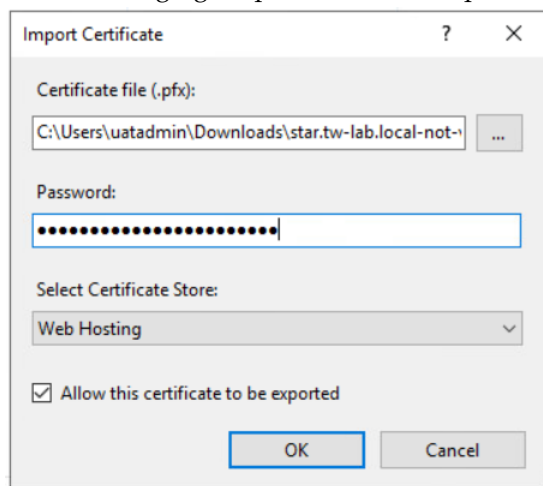 Import Certificate ? ×
Certificate file (.pfx):
C:\Users\uatadmin\Downloads\star.tw-lab.local-not- ...
Password:
●●●●●●●●●●●●●●●●●●●●●●●
Select Certificate Store:
Web Hosting
Allow this certificate to be exported
OK Cancel